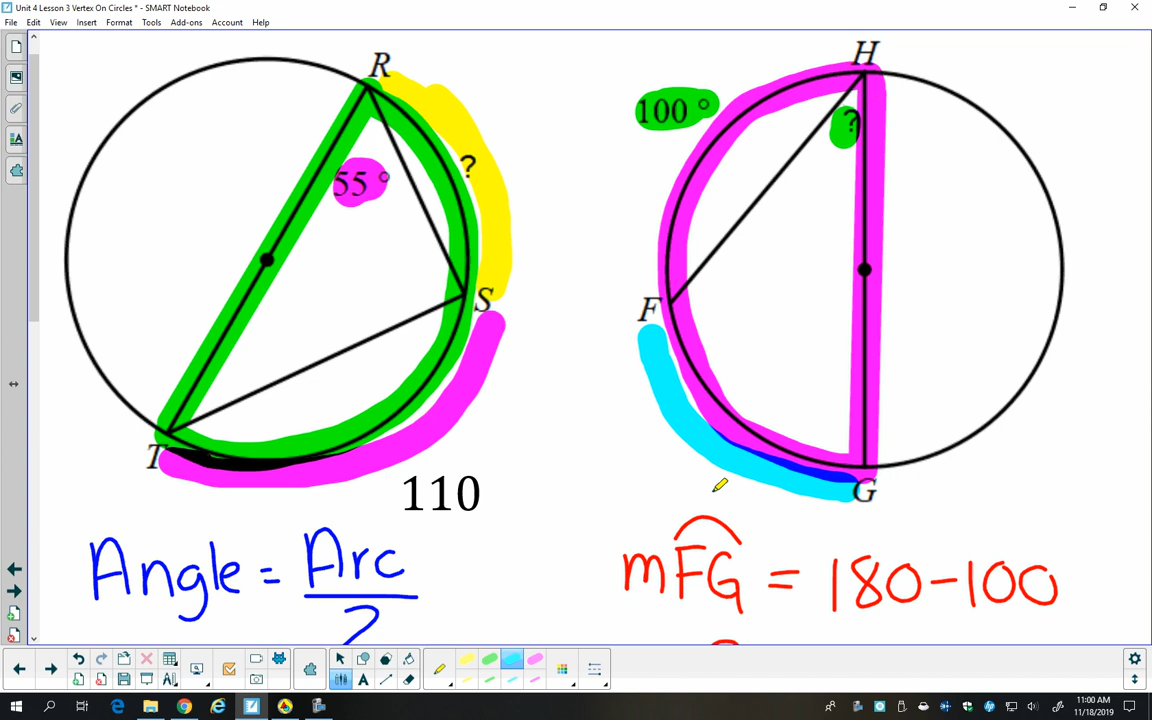 Unit 4 Lesson 3 Vertex On Circles * - SMART Notebook
File Edit View Insert Format Tools Add-ons Account Help
R
H
100 °
?
?
55 °
S
F
T
G
110
Angle = Arc
2
mFG = 180-100
11:00 AM
11/18/2019